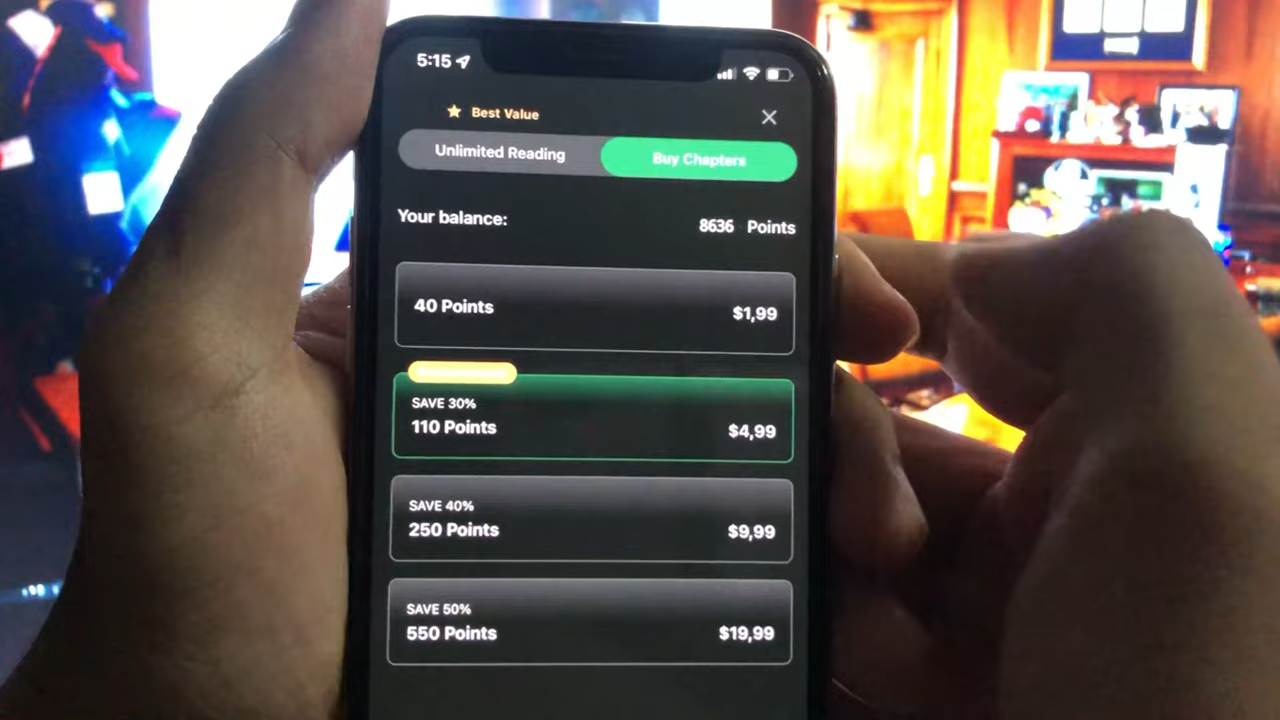 5:15
Best Value
Unlimited Reading
Buy Chapters
Your balance:
8636 Points
40 Points
$1,99
SAVE 30%
110 Points
$4,99
SAVE 40%
250 Points
$9,99
SAVE 50%
550 Points
$19,99